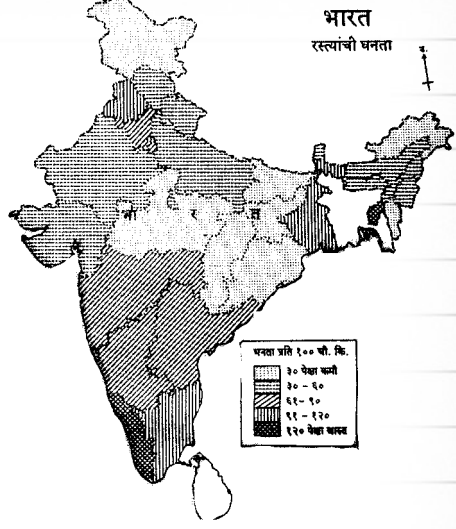 भारत
रस्त्यांची घनता
उ.
भा र त
घनता प्रति १०० चौ. कि.
३० पेक्षा कमी
३० - ६०
६१- ९०
९१ - १२०
१२० पेक्षा जास्त